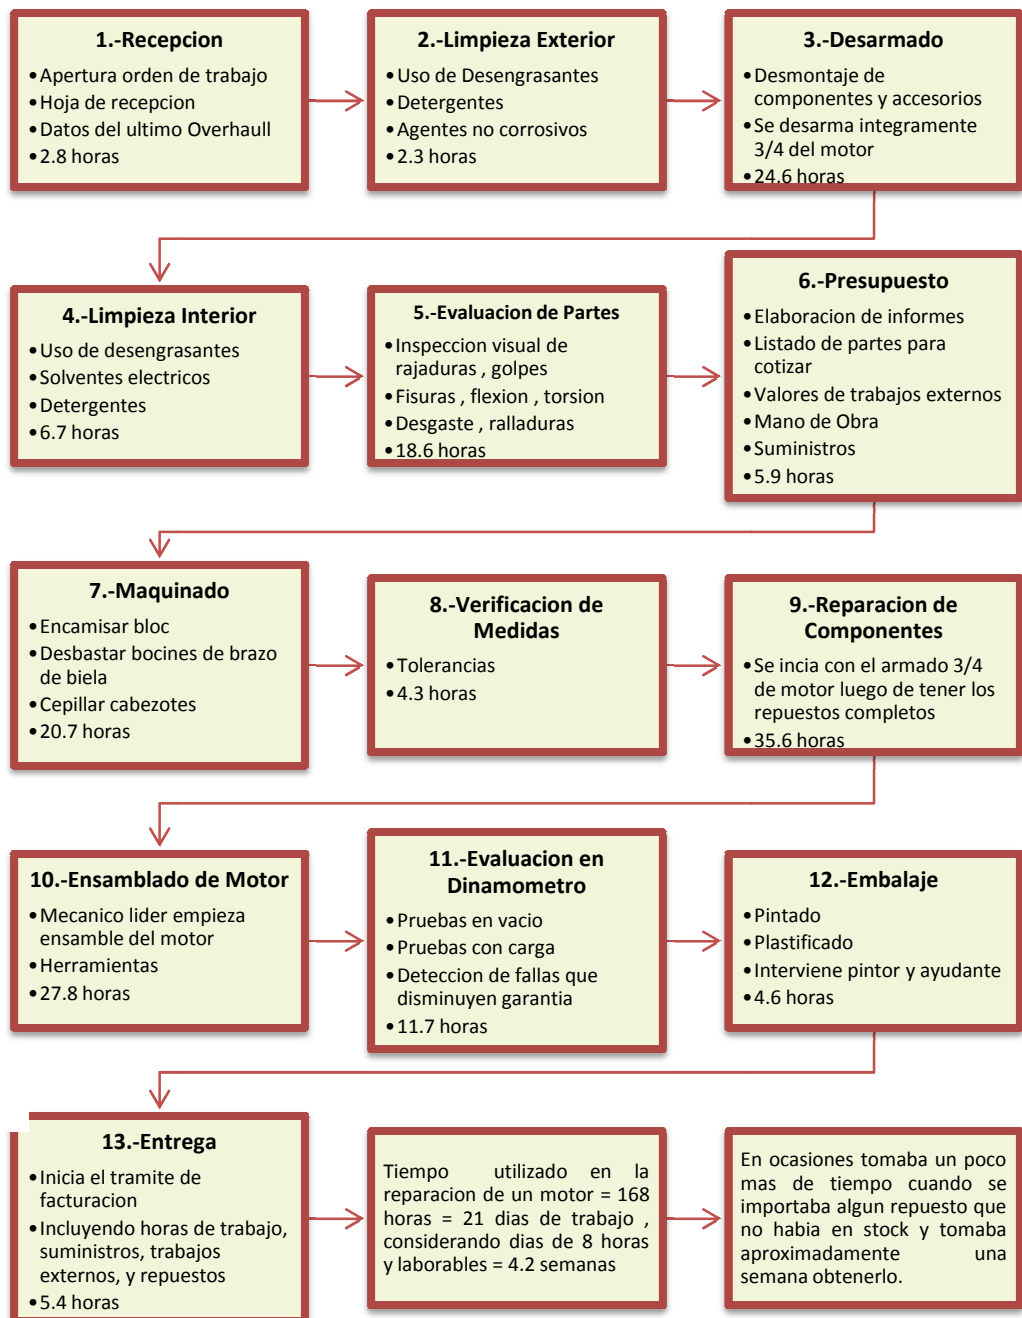 1.-Recepcion
•Apertura orden de trabajo
•Hoja de recepcion
•Datos del ultimo Overhaull
•2.8 horas
2.-Limpieza Exterior
•Uso de Desengrasantes
•Detergentes
•Agentes no corrosivos
•2.3 horas
3.-Desarmado
•Desmontaje de
componentes y accesorios
•Se desarma integramente
3/4 del motor
•24.6 horas
4.-Limpieza Interior
•Uso de desengrasantes
•Solventes electricos
•Detergentes
•6.7 horas
5.-Evaluacion de Partes
•Inspeccion visual de
rajaduras , golpes
•Fisuras , flexion , torsion
•Desgaste , ralladuras
•18.6 horas
6.-Presupuesto
•Elaboracion de informes
•Listado de partes para
cotizar
•Valores de trabajos externos
•Mano de Obra
•Suministros
•5.9 horas
7.-Maquinado
•Encamisar bloc
•Desbastar bocines de brazo
de biela
•Cepillar cabezotes
•20.7 horas
8.-Verificacion de
Medidas
•Tolerancias
•4.3 horas
9.-Reparacion de
Componentes
•Se incia con el armado 3/4
de motor luego de tener los
repuestos completos
•35.6 horas
10.-Ensamblado de Motor
•Mecanico lider empieza
ensamble del motor
•Herramientas
•27.8 horas
11.-Evaluacion en
Dinamometro
•Pruebas en vacio
•Pruebas con carga
•Deteccion de fallas que
disminuyen garantia
•11.7 horas
12.-Embalaje
•Pintado
•Plastificado
•Interviene pintor y ayudante
•4.6 horas
13.-Entrega
•Inicia el tramite de
facturacion
•Incluyendo horas de trabajo,
suministros, trabajos
externos, y repuestos
•5.4 horas
Tiempo utilizado en la
reparacion de un motor = 168
horas = 21 dias de trabajo ,
considerando dias de 8 horas
y laborables = 4.2 semanas
En ocasiones tomaba un poco
mas de tiempo cuando se
importaba algun repuesto que
no habia en stock y tomaba
aproximadamente una
semana obtenerlo.